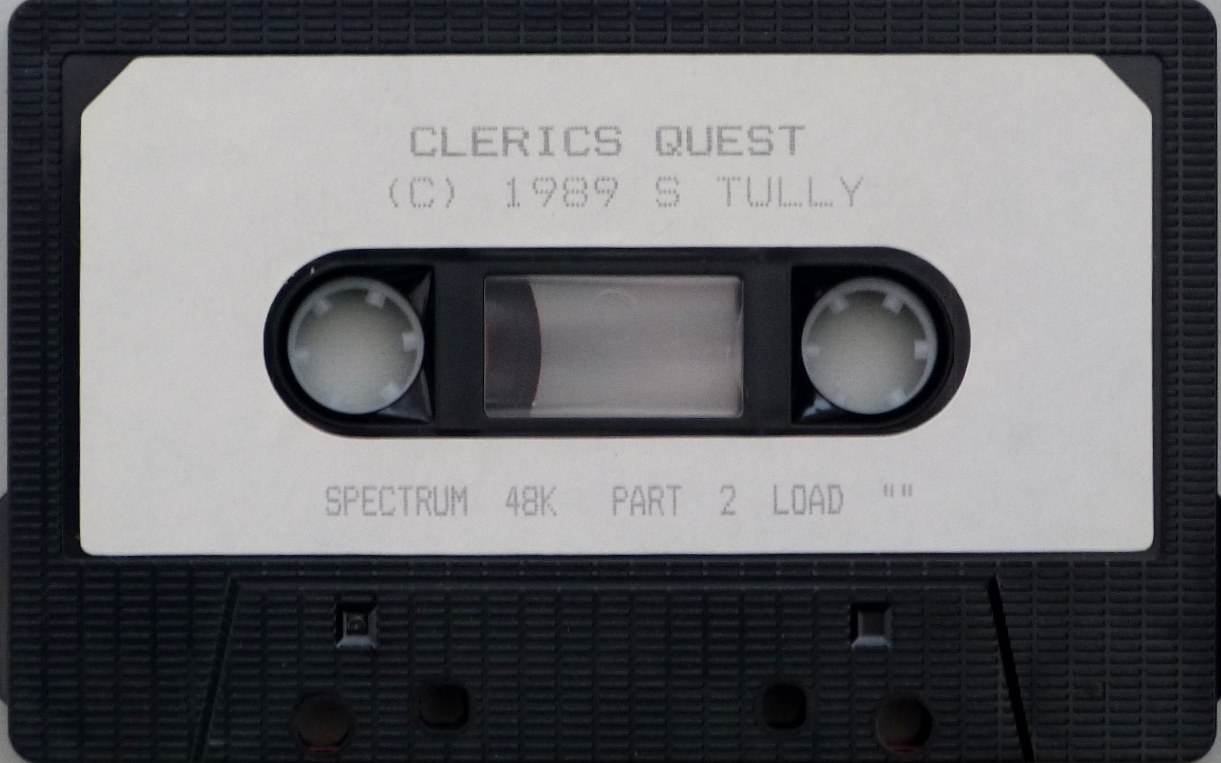 CLERICS QUEST
(C) 1989 S TULLY
SPECTRUM 48K PART 2 LOAD ""